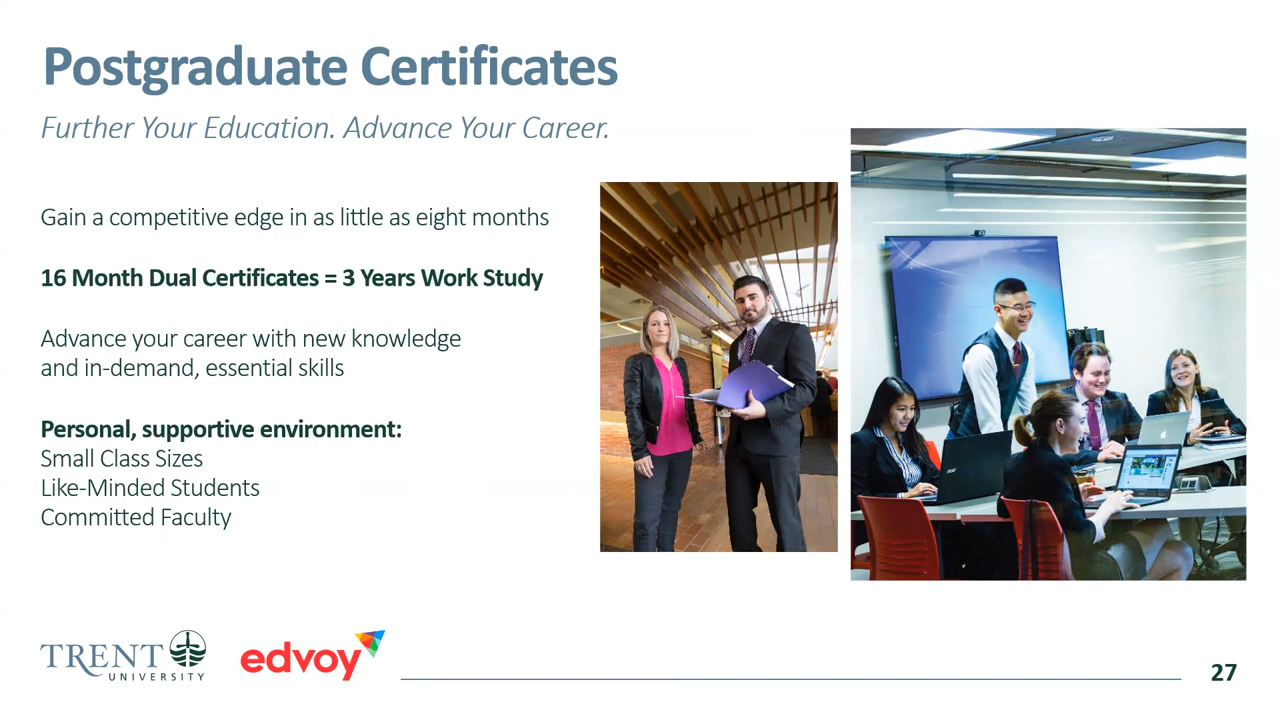 Postgraduate Certificates
Further Your Education. Advance Your Career.
Gain a competitive edge in as little as eight months
16 Month Dual Certificates = 3 Years Work Study
Advance your career with new knowledge
and in-demand, essential skills
Personal, supportive environment:
Small Class Sizes
Like-Minded Students
Committed Faculty
acer
TRENT
UNIVERSITY
edvoy
27